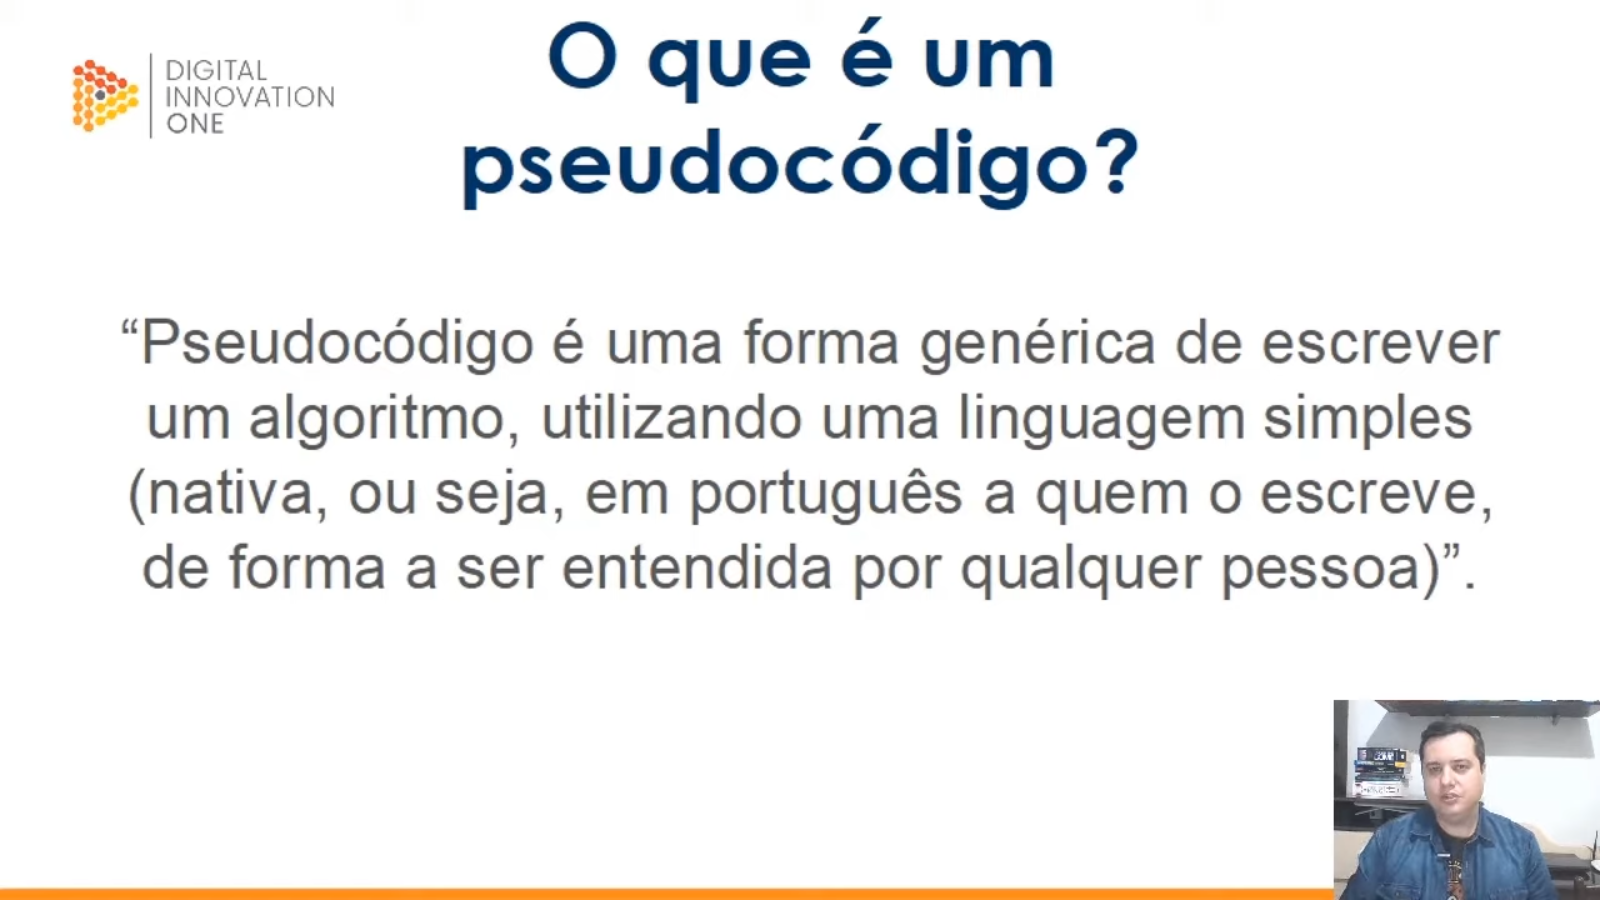 DIGITAL
INNOVATION
ONE
O que é um
pseudocódigo?
“Pseudocódigo é uma forma genérica de escrever
um algoritmo, utilizando uma linguagem simples
(nativa, ou seja, em português a quem o escreve,
de forma a ser entendida por qualquer pessoa)”.